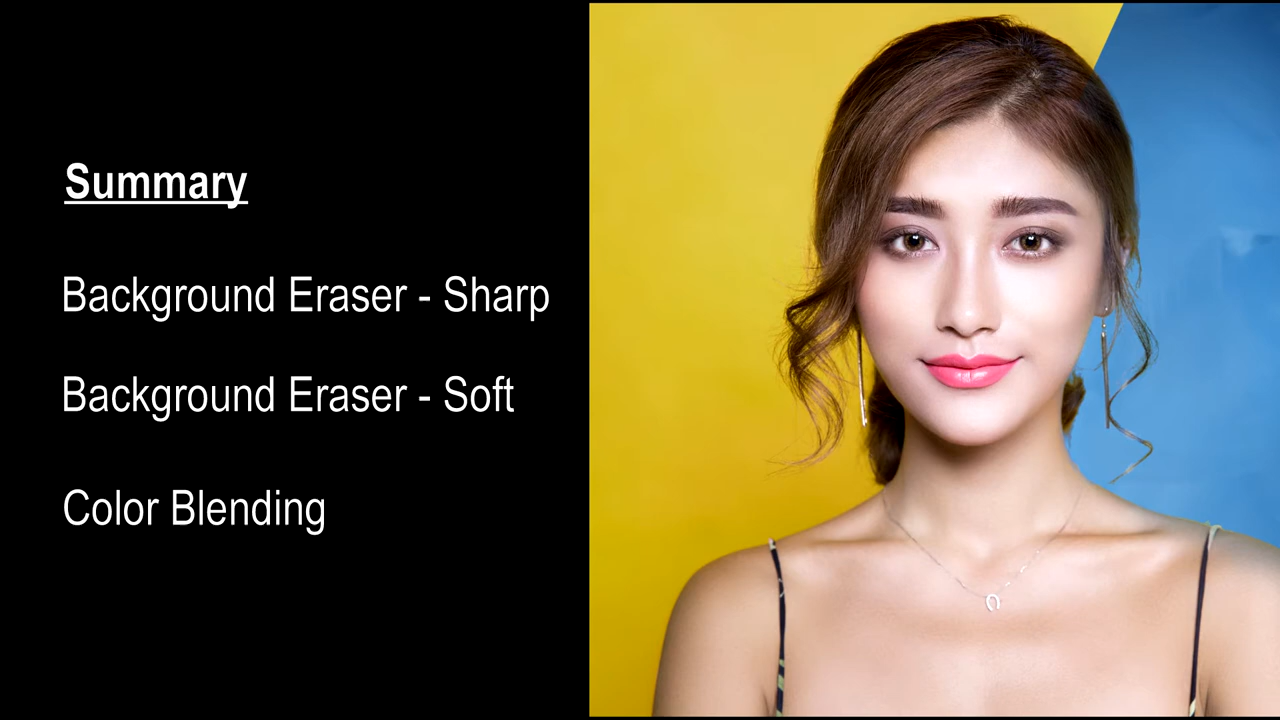 Summary
Background Eraser - Sharp
Background Eraser - Soft
Color Blending